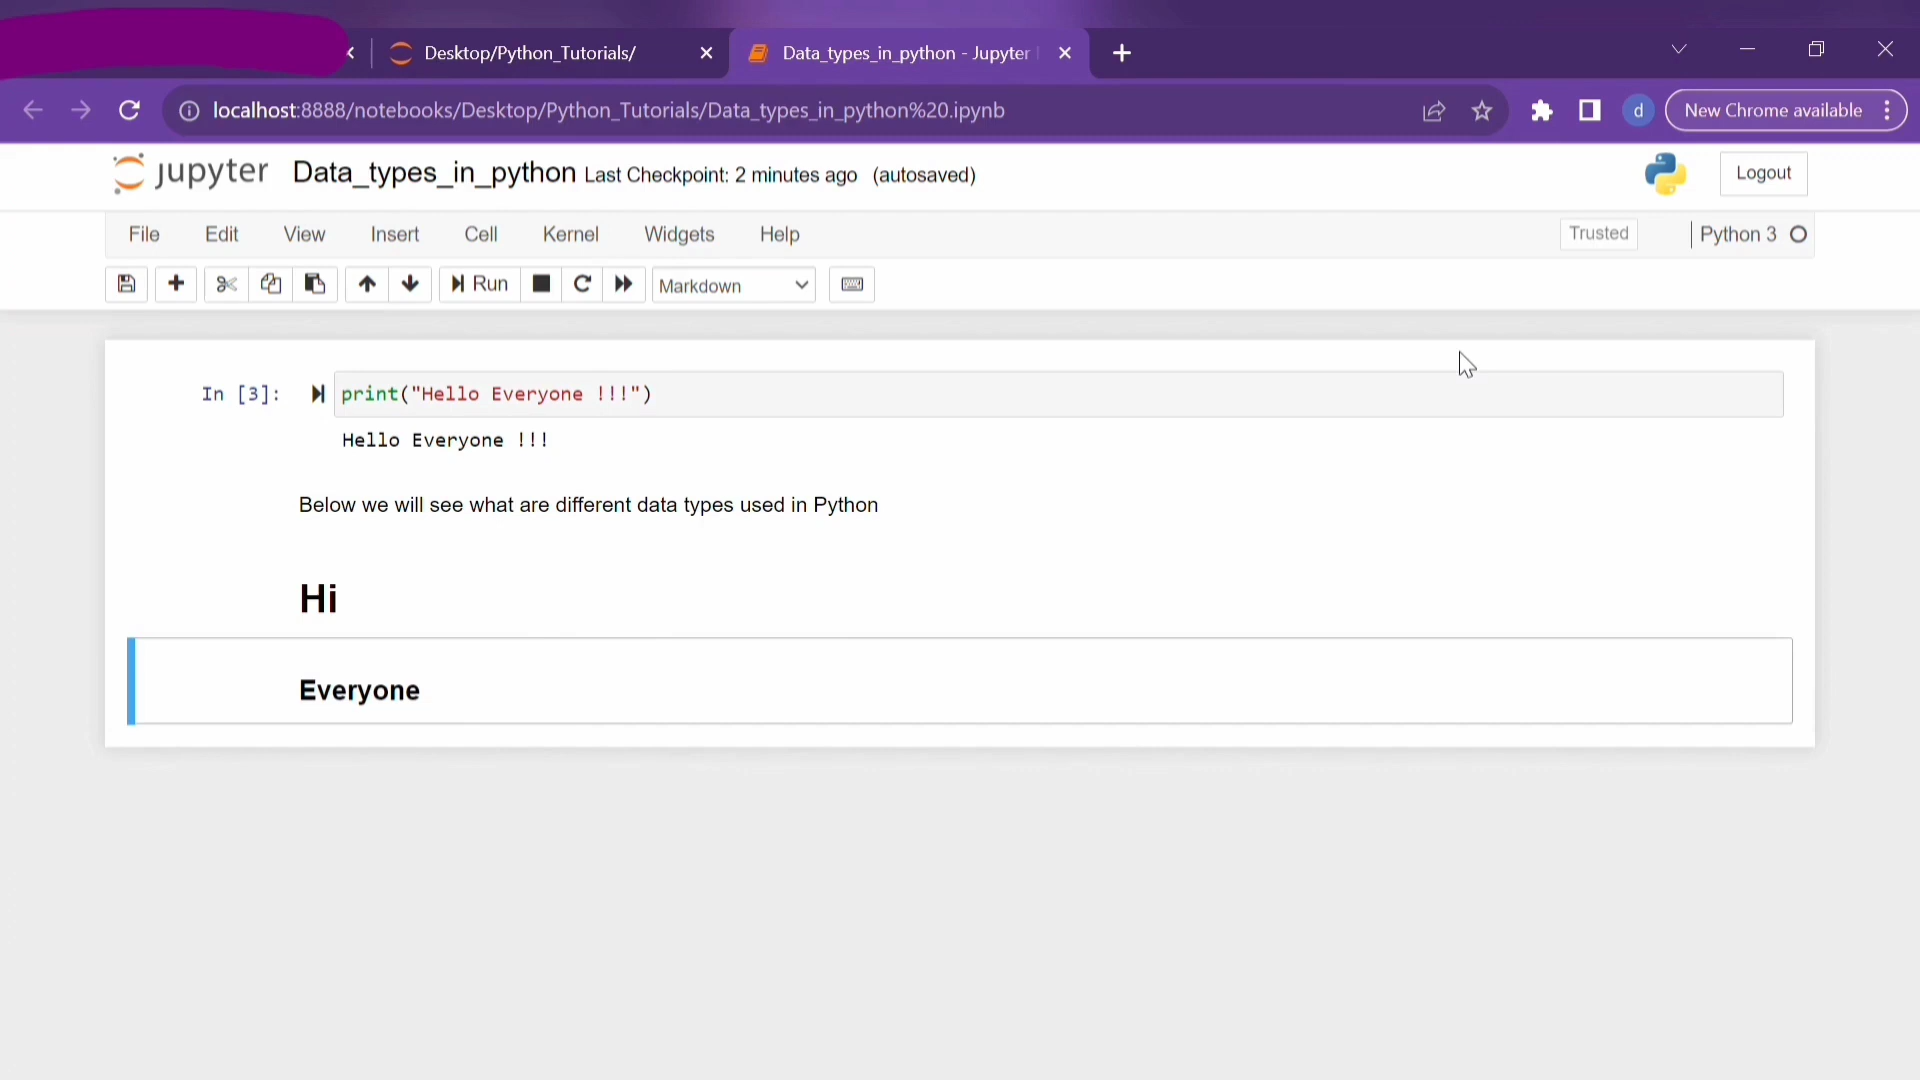 Desktop/Python_Tutorials/
Data_types_in_python - Jupyter
localhost:8888/notebooks/Desktop/Python_Tutorials/Data_types_in_python%20.ipynb
d
New Chrome available
jupyter
Data_types_in_python Last Checkpoint: 2 minutes ago (autosaved)
Logout
File Edit View Insert Cell Kernel Widgets Help
Trusted
Python 3
Run
Markdown
In [3]: print("Hello Everyone !!!")
Hello Everyone !!!
Below we will see what are different data types used in Python
Hi
Everyone